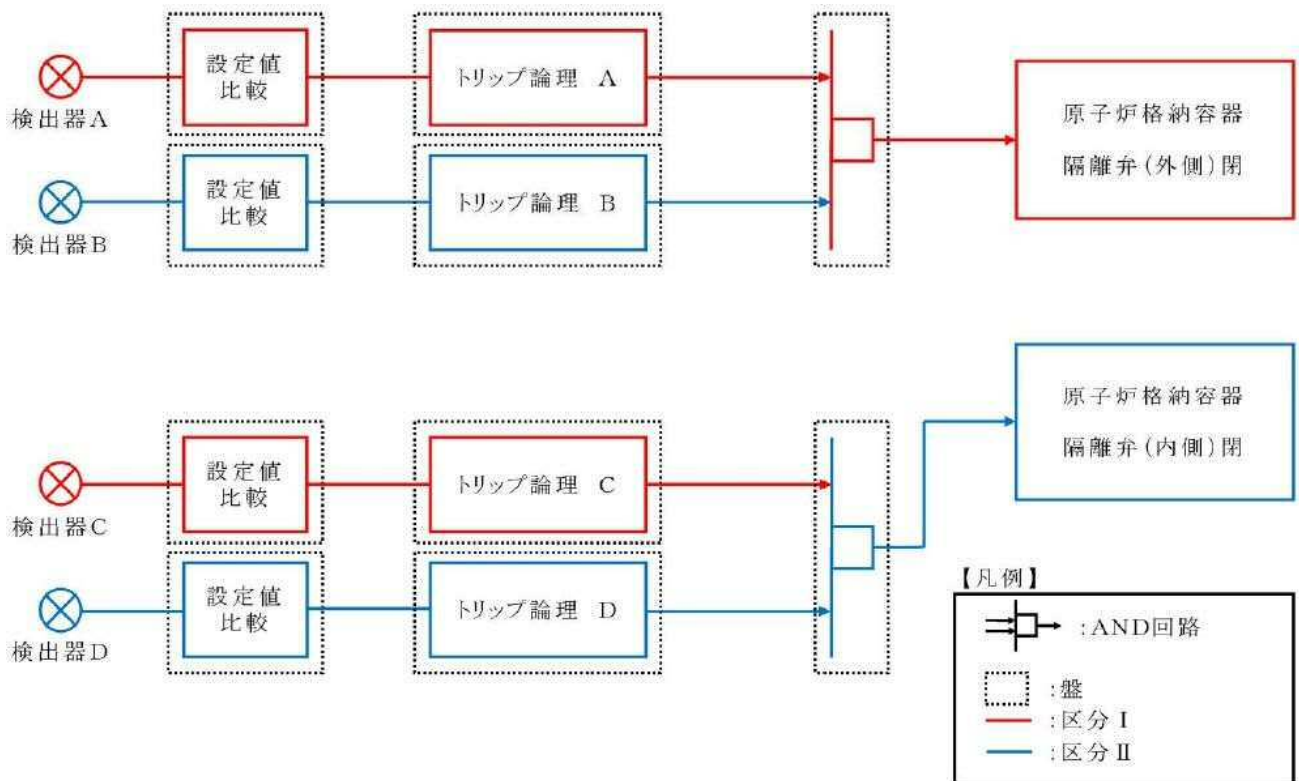 設定値
比較
トリップ論理 A
検出器A
原子炉格納容器
隔離弁(外側)閉
設定値
比較
トリップ論理 B
検出器B
設定値
比較
トリップ論理 C
検出器C
原子炉格納容器
隔離弁(内側)閉
設定値
比較
トリップ論理 D
検出器D
【凡例】
:AND回路
:盤
:区分Ⅰ
:区分Ⅱ